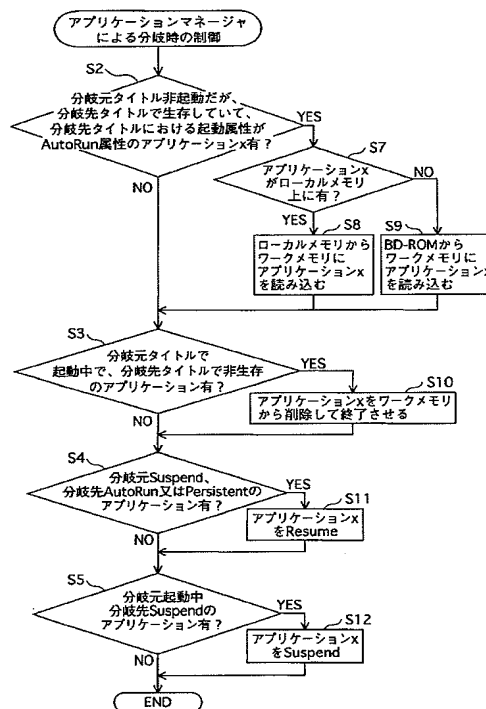 アプリケーションマネージャ
による分岐時の制御
S2
分岐元タイトル非起動だが、
分岐先タイトルで生存していて、
分岐先タイトルにおける起動属性が
AutoRun属性のアプリケーションx有？
YES
NO
S7
アプリケーションx
がローカルメモリ
上に有？
NO
YES
S8
ローカルメモリから
ワークメモリに
アプリケーションx
を読み込む
S9
BD-ROMから
ワークメモリに
アプリケーションx
を読み込む
S3
分岐元タイトルで
起動中で、分岐先タイトルで非生存
のアプリケーション有？
YES
NO
S10
アプリケーションxをワークメモリ
から削除して終了させる
S4
分岐元Suspend、
分岐先AutoRun又はPersistentの
アプリケーション有？
YES
NO
S11
アプリケーションx
をResume
S5
分岐元起動中
分岐先Suspendの
アプリケーション有？
YES
NO
S12
アプリケーションx
をSuspend
END